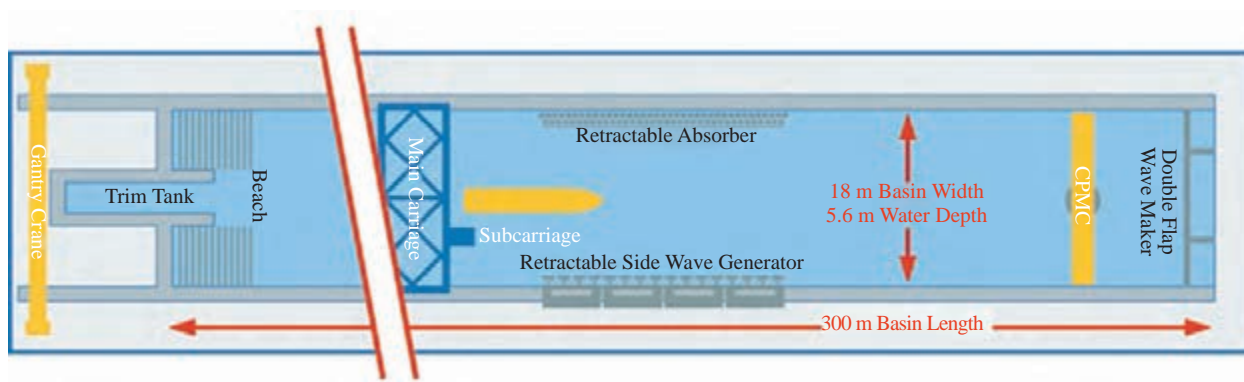 Gantry Crane
Trim Tank
Beach
Main Carriage
Subcarriage
Retractable Absorber
Retractable Side Wave Generator
18 m Basin Width
5.6 m Water Depth
CPMC
Double Flap
Wave Maker
300 m Basin Length